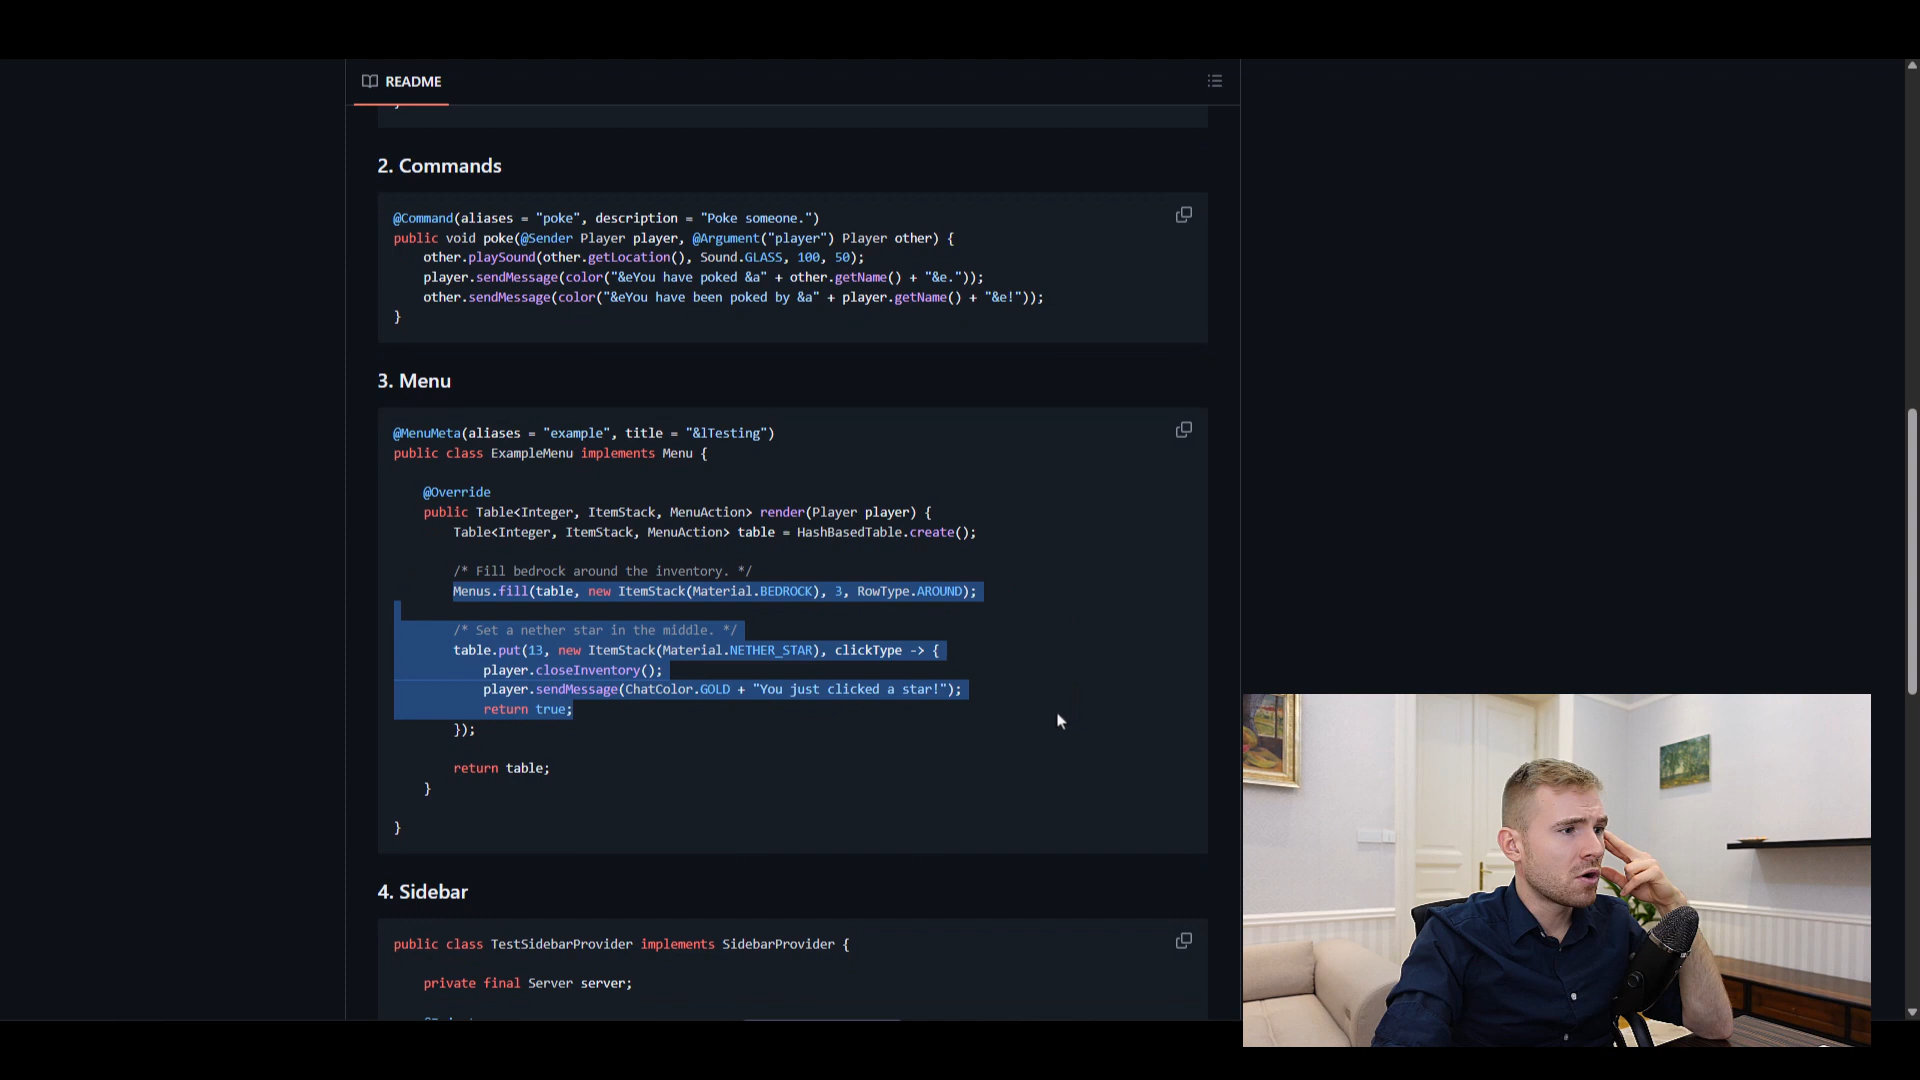 README
2. Commands
@Command(aliases = "poke", description = "Poke someone.")
public void poke(@Sender Player player, @Argument("player") Player other) {
    other.playSound(other.getLocation(), Sound.GLASS, 100, 50);
    player.sendMessage(color("&eYou have poked &a" + other.getName() + "&e."));
    other.sendMessage(color("&eYou have been poked by &a" + player.getName() + "&e!"));
}
3. Menu
@MenuMeta(aliases = "example", title = "&lTesting")
public class ExampleMenu implements Menu {
    @Override
    public Table<Integer, ItemStack, MenuAction> render(Player player) {
        Table<Integer, ItemStack, MenuAction> table = HashBasedTable.create();
        /* Fill bedrock around the inventory. */
        Menus.fill(table, new ItemStack(Material.BEDROCK), 3, RowType.AROUND);
        /* Set a nether star in the middle. */
        table.put(13, new ItemStack(Material.NETHER_STAR), clickType -> {
            player.closeInventory();
            player.sendMessage(ChatColor.GOLD + "You just clicked a star!");
            return true;
        });
        return table;
    }
}
4. Sidebar
public class TestSidebarProvider implements SidebarProvider {
    private final Server server;